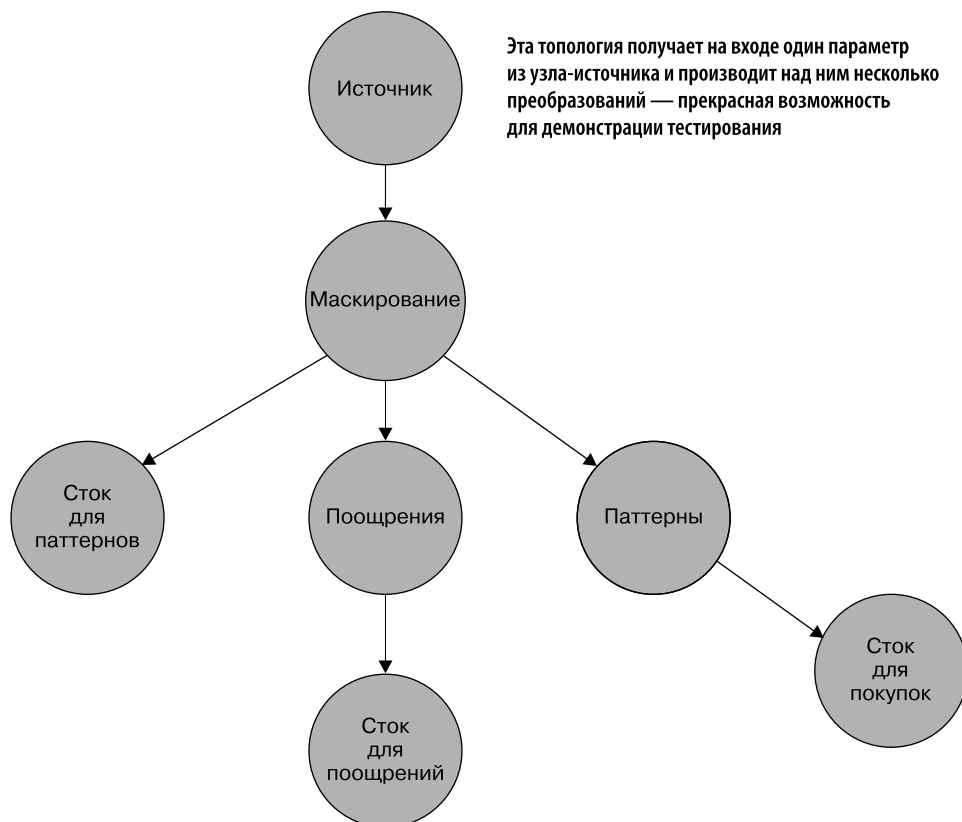 Эта топология получает на входе один параметр
из узла-источника и производит над ним несколько
преобразований — прекрасная возможность
для демонстрации тестирования
Источник
Маскирование
Сток
для
паттернов
Поощрения
Паттерны
Сток
для
покупок
Сток
для
поощрений